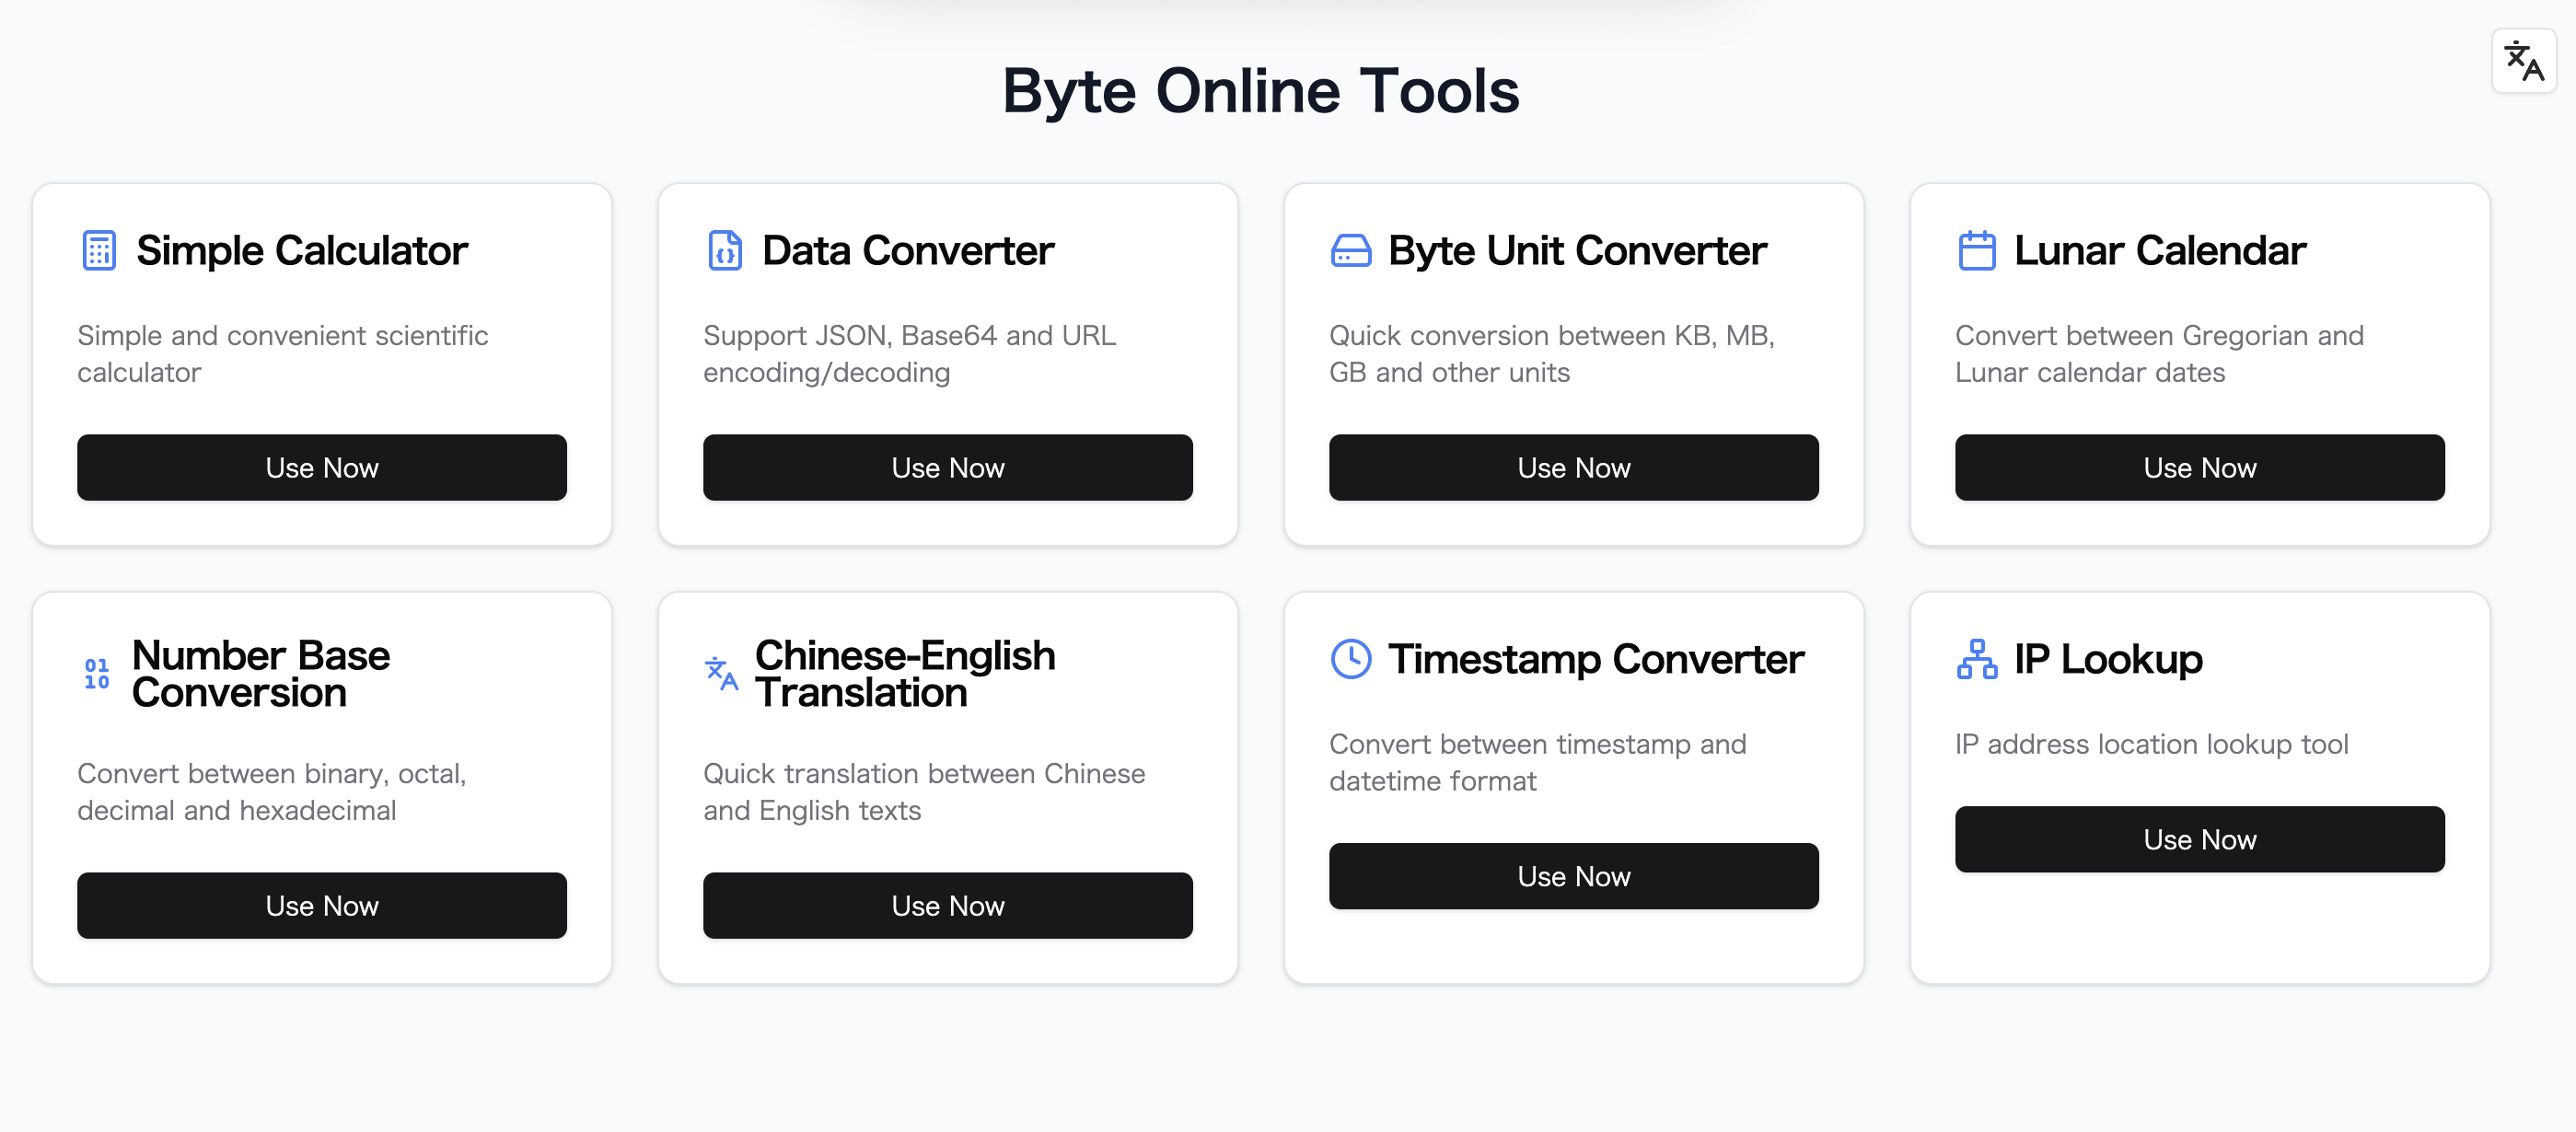 Byte Online Tools
Simple Calculator
Simple and convenient scientific
calculator
Use Now
Data Converter
Support JSON, Base64 and URL
encoding/decoding
Use Now
Byte Unit Converter
Quick conversion between KB, MB,
GB and other units
Use Now
Lunar Calendar
Convert between Gregorian and
Lunar calendar dates
Use Now
Number Base
Conversion
Convert between binary, octal,
decimal and hexadecimal
Use Now
Chinese-English
Translation
Quick translation between Chinese
and English texts
Use Now
Timestamp Converter
Convert between timestamp and
datetime format
Use Now
IP Lookup
IP address location lookup tool
Use Now